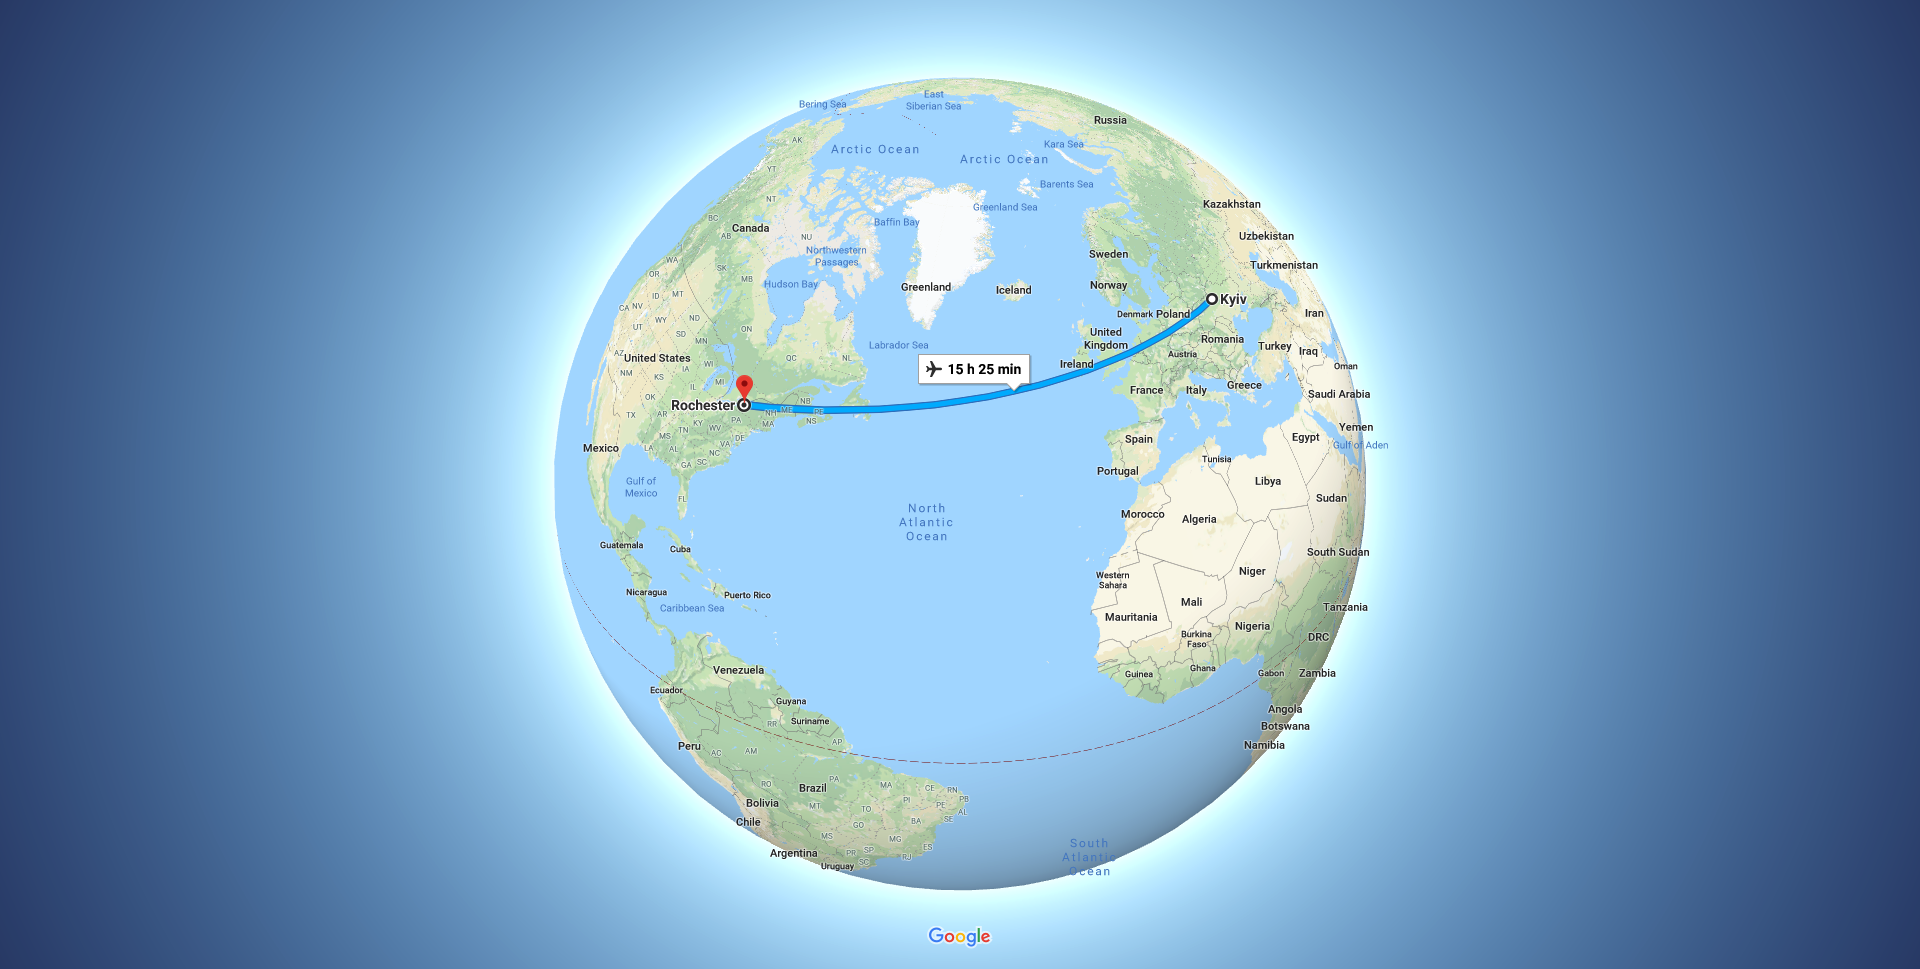 East
Siberian Sea
Bering Sea
Russia
AK
Kara Sea
Arctic Ocean
Arctic Ocean
YT
Barents Sea
NT
Greenland Sea
Kazakhstan
BC
Baffin Bay
Canada
AB
NU
Uzbekistan
Northwestern
Passages
Sweden
WA
SK
Turkmenistan
OR
MB
Hudson Bay
Greenland
Iceland
Norway
ID
MT
Kyiv
CA
NV
WY
ND
Denmark
Poland
Iran
UT
SD
ON
United
Kingdom
MN
Labrador Sea
Romania
Turkey
Iraq
AZ
United States
QC
NL
Austria
WI
Ireland
Oman
NM
KS
IA
MI
15 h 25 min
IL
France
Italy
Greece
Saudi Arabia
OK
Rochester
NB
ME
PE
NH
TX
AR
KY
WV
PA
MA
NS
Yemen
MS
TN
VA
DE
Spain
Egypt
Gulf of Aden
Mexico
LA
AL
NC
Tunisia
GA
SC
Portugal
Libya
Gulf of
Mexico
FL
Sudan
North
Atlantic
Ocean
Morocco
Algeria
Guatemala
Cuba
South Sudan
Niger
Western
Sahara
Nicaragua
Puerto Rico
Mali
Caribbean Sea
Mauritania
Tanzania
Nigeria
Burkina
Faso
DRC
Venezuela
Guinea
Ghana
Gabon
Zambia
Ecuador
Guyana
Suriname
RR
Angola
Botswana
AP
Namibia
Peru
AC
AM
RO
PA
MA
CE
RN
Brazil
PB
PI
PE
Bolivia
MT
TO
AL
Chile
GO
BA
SE
MS
MG
South
Atlantic
Ocean
Argentina
PR
SP
ES
RJ
Uruguay
SC
Google